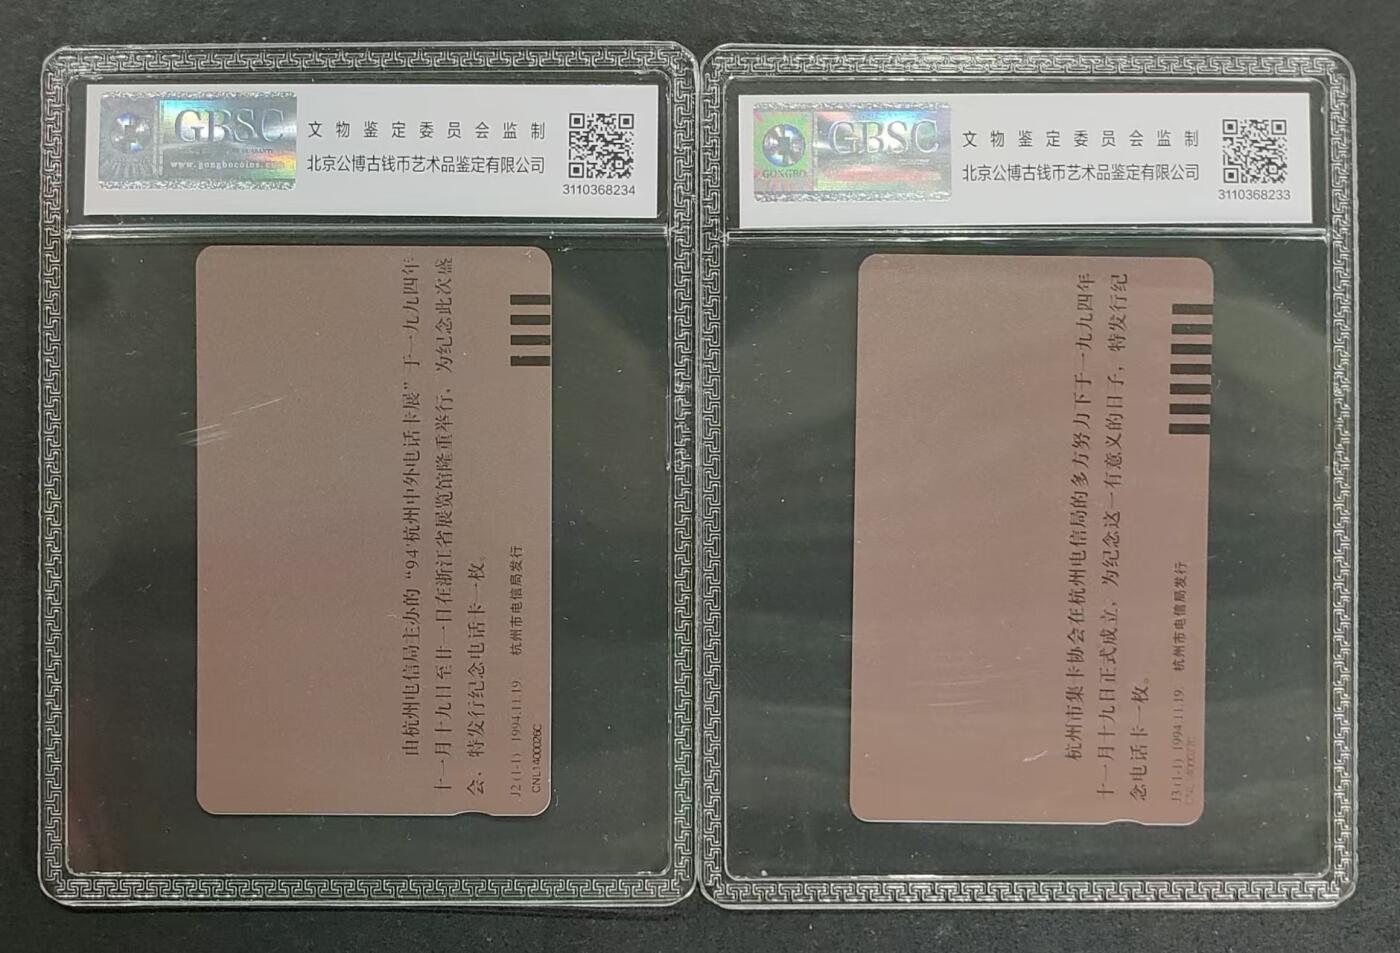 GBSC
www.gongbocoins.c
文物鉴定委员会监制
北京公博古钱币艺术品鉴定有限公司
3110368234
由杭州电信局主办的“94'杭州中外电话卡展”于一九九四年
十一月十九日至廿一日在浙江省展览馆隆重举行，为纪念此次盛
会，特发行纪念电话卡一枚。
J2 (1-1) 1994.11.19 杭州市电信局发行
CNL1400026C
GBSC
GONGBO
文物鉴定委员会监制
北京公博古钱币艺术品鉴定有限公司
3110368233
杭州市集卡协会在杭州电信局的多方努力下于一九九四年
十一月十九日正式成立，为纪念这一有意义的日子，特发行纪
念电话卡一枚。
J3 (1-1) 1994.11.19. 杭州市电信局发行